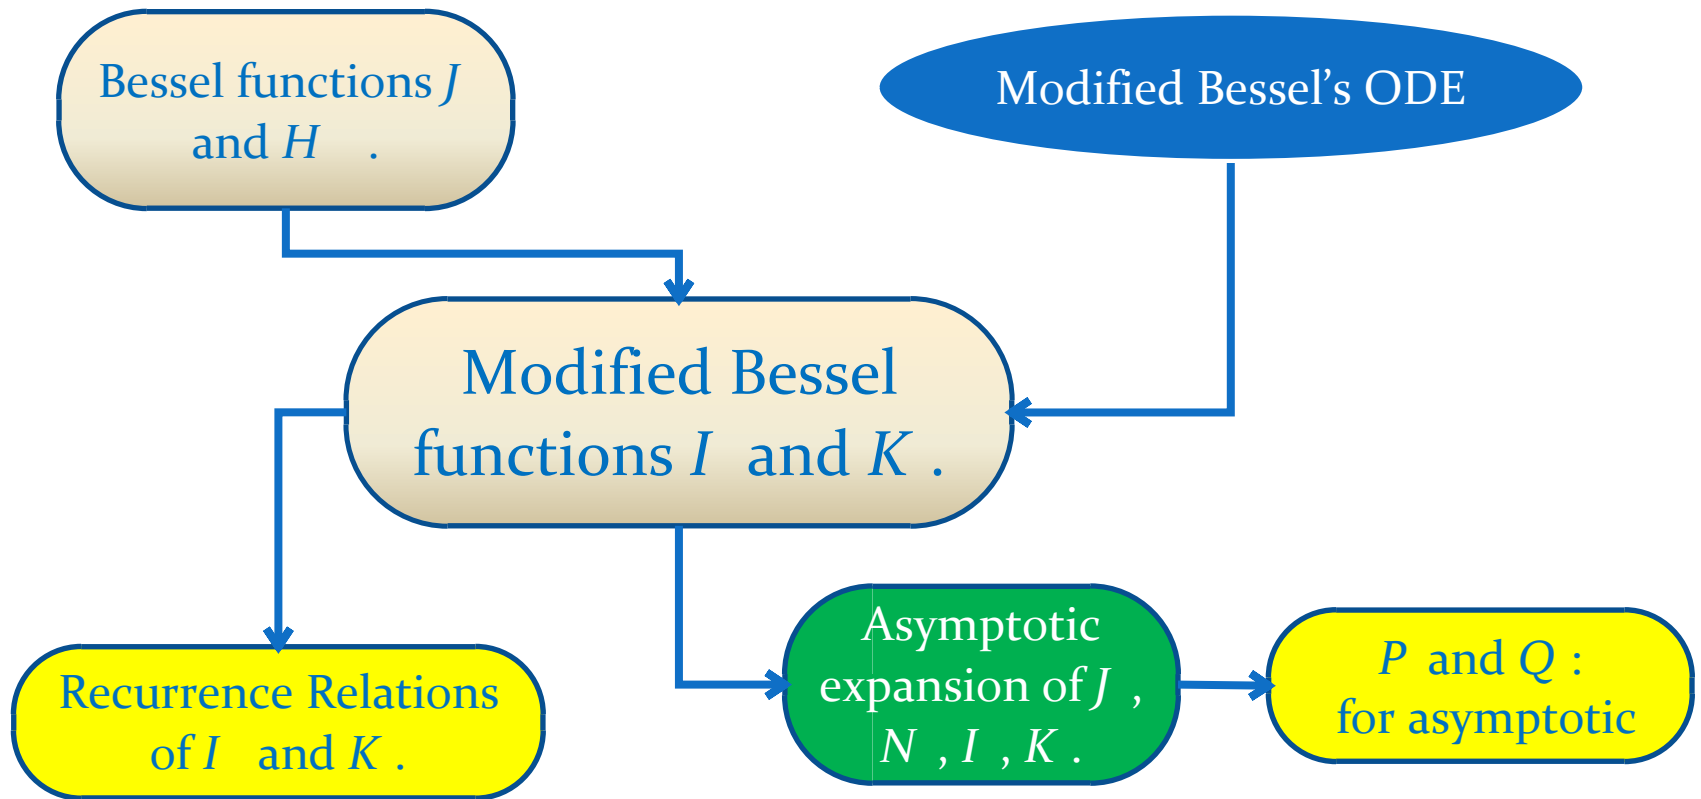 Bessel functions J
and H .
Modified Bessel's ODE
Modified Bessel
functions I and K .
Asymptotic
expansion of J ,
N , I , K .
P and Q :
for asymptotic
Recurrence Relations
of I and K .